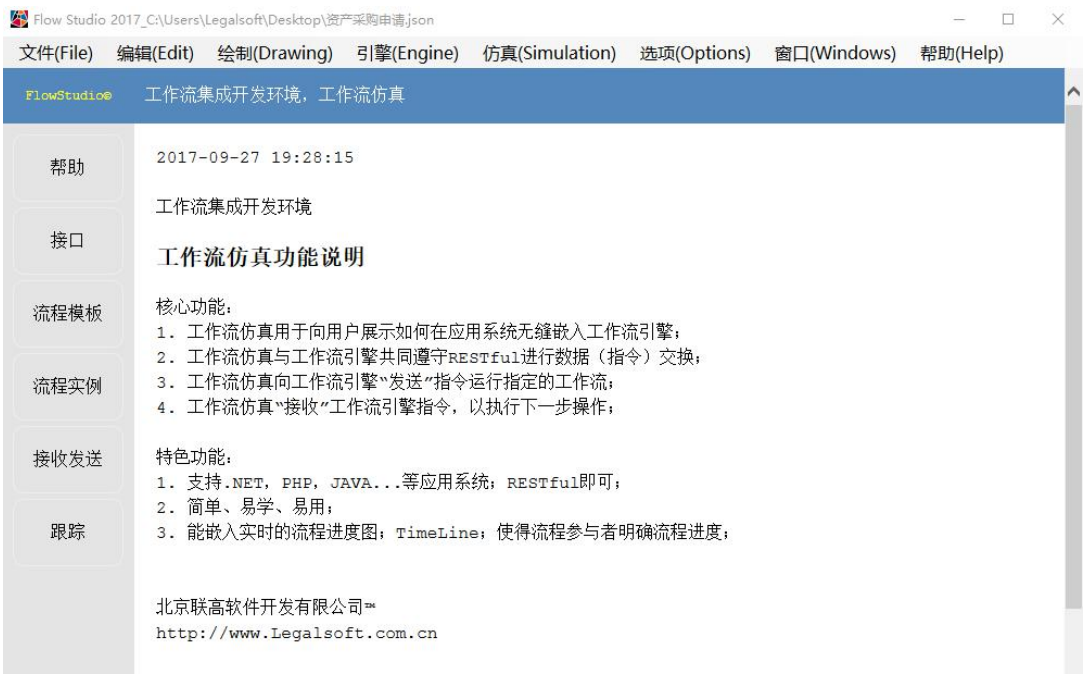 Flow Studio 2017_C:\Users\Legalsoft\Desktop\资产采购申请.json
文件(File) 编辑(Edit) 绘制(Drawing) 引擎(Engine) 仿真(Simulation) 选项(Options) 窗口(Windows) 帮助(Help)
FlowStudio® 工作流集成开发环境，工作流仿真
帮助
接口
流程模板
流程实例
接收发送
跟踪
2017-09-27 19:28:15
工作流集成开发环境
工作流仿真功能说明
核心功能：
1. 工作流仿真用于向用户展示如何在应用系统无缝嵌入工作流引擎；
2. 工作流仿真与工作流引擎共同遵守RESTful进行数据（指令）交换；
3. 工作流仿真向工作流引擎“发送”指令运行指定的工作流；
4. 工作流仿真“接收”工作流引擎指令，以执行下一步操作；
特色功能：
1. 支持.NET，PHP，JAVA...等应用系统；RESTful即可；
2. 简单、易学、易用；
3. 能嵌入实时的流程进度图；TimeLine；使得流程参与者明确流程进度；
北京联高软件开发有限公司™
http://www.Legalsoft.com.cn